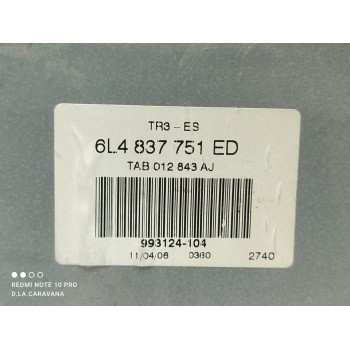 TR3-ES
6L4 837 751 ED
TAB 012 843 AJ
993124-104
11/04/06 0360 2740
REDMI NOTE 10 PRO
D.LA.CARAVANA